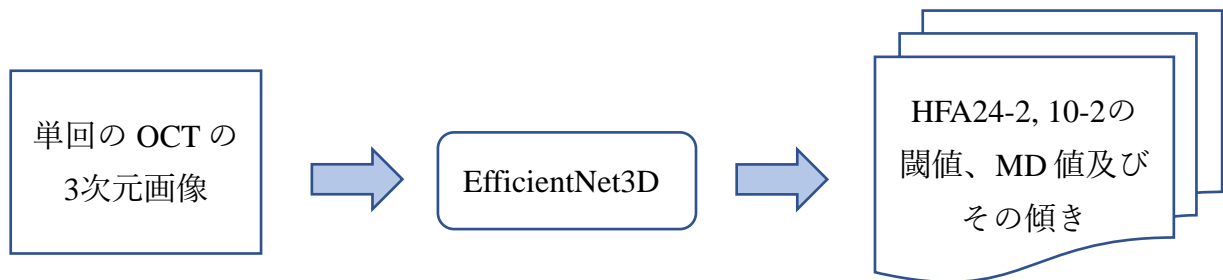 単回の OCT の
3次元画像
EfficientNet3D
HFA24-2, 10-2の
閾値、MD 値及び
その傾き